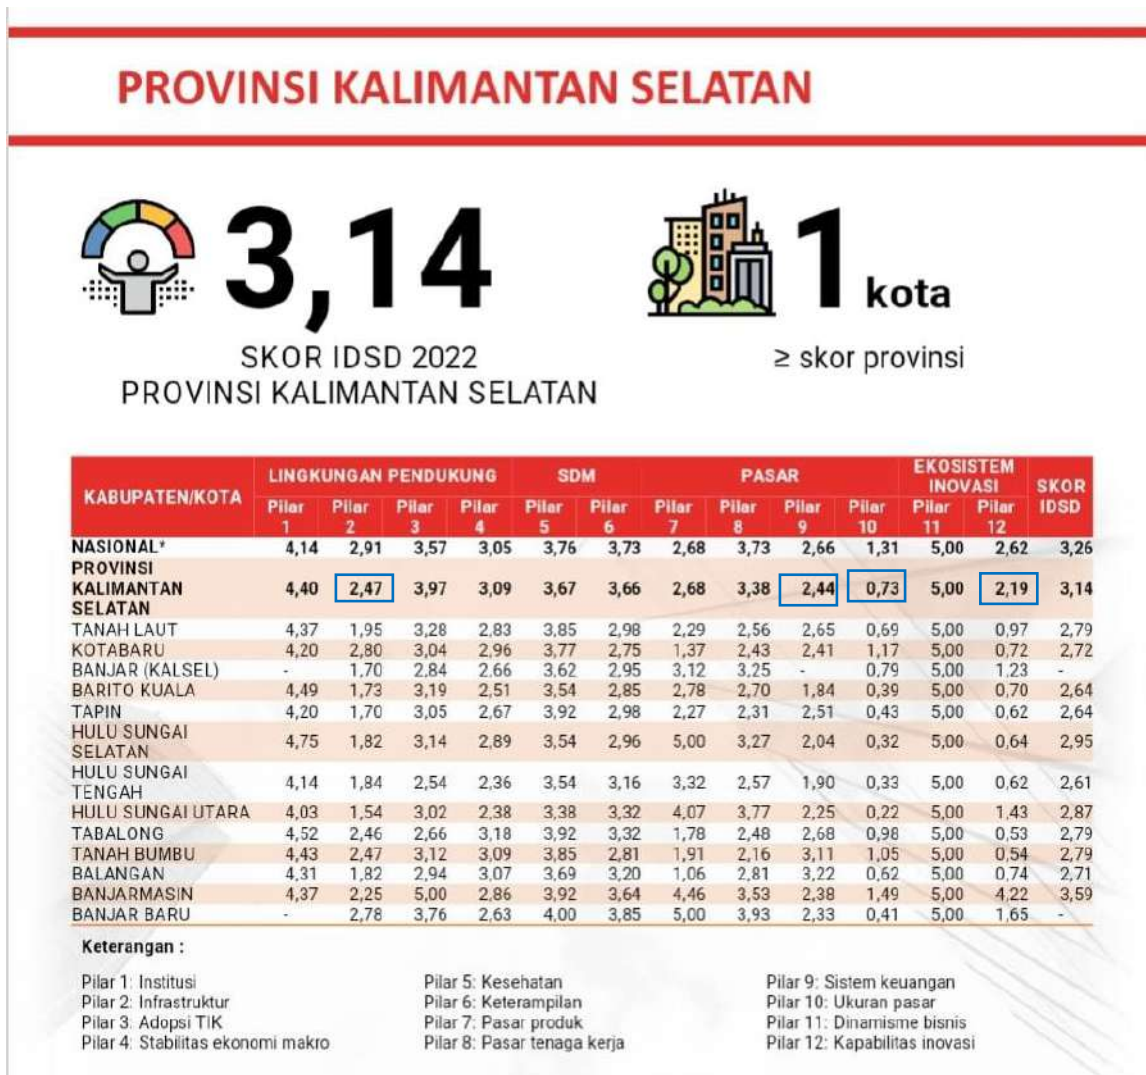 PROVINSI KALIMANTAN SELATAN
3,14
SKOR IDSD 2022
PROVINSI KALIMANTAN SELATAN
1 kota
≥ skor provinsi
KABUPATEN/KOTA LINGKUNGAN PENDUKUNG SDM PASAR EKOSISTEM INOVASI SKOR IDSD
Pilar 1 Pilar 2 Pilar 3 Pilar 4 Pilar 5 Pilar 6 Pilar 7 Pilar 8 Pilar 9 Pilar 10 Pilar 11 Pilar 12
NASIONAL* 4,14 2,91 3,57 3,05 3,76 3,73 2,68 3,73 2,66 1,31 5,00 2,62 3,26
PROVINSI KALIMANTAN SELATAN 4,40 2,47 3,97 3,09 3,67 3,66 2,68 3,38 2,44 0,73 5,00 2,19 3,14
TANAH LAUT 4,37 1,95 3,28 2,83 3,85 2,98 2,29 2,56 2,65 0,69 5,00 0,97 2,79
KOTABARU 4,20 2,80 3,04 2,96 3,77 2,75 1,37 2,43 2,41 1,17 5,00 0,72 2,72
BANJAR (KALSEL) - 1,70 2,84 2,66 3,62 2,95 3,12 3,25 - 0,79 5,00 1,23 -
BARITO KUALA 4,49 1,73 3,19 2,51 3,54 2,85 2,78 2,70 1,84 0,39 5,00 0,70 2,64
TAPIN 4,20 1,70 3,05 2,67 3,92 2,98 2,27 2,31 2,51 0,43 5,00 0,62 2,64
HULU SUNGAI SELATAN 4,75 1,82 3,14 2,89 3,54 2,96 5,00 3,27 2,04 0,32 5,00 0,64 2,95
HULU SUNGAI TENGAH 4,14 1,84 2,54 2,36 3,54 3,16 3,32 2,57 1,90 0,33 5,00 0,62 2,61
HULU SUNGAI UTARA 4,03 1,54 3,02 2,38 3,38 3,32 4,07 3,77 2,25 0,22 5,00 1,43 2,87
TABALONG 4,52 2,46 2,66 3,18 3,92 3,32 1,78 2,48 2,68 0,98 5,00 0,53 2,79
TANAH BUMBU 4,43 2,47 3,12 3,09 3,85 2,81 1,91 2,16 3,11 1,05 5,00 0,54 2,79
BALANGAN 4,31 1,82 2,94 3,07 3,69 3,20 1,06 2,81 3,22 0,62 5,00 0,74 2,71
BANJARMASIN 4,37 2,25 5,00 2,86 3,92 3,64 4,46 3,53 2,38 1,49 5,00 4,22 3,59
BANJAR BARU - 2,78 3,76 2,63 4,00 3,85 5,00 3,93 2,33 0,41 5,00 1,65 -
Keterangan :
Pilar 1: Institusi
Pilar 2: Infrastruktur
Pilar 3: Adopsi TIK
Pilar 4: Stabilitas ekonomi makro
Pilar 5: Kesehatan
Pilar 6: Keterampilan
Pilar 7: Pasar produk
Pilar 8: Pasar tenaga kerja
Pilar 9: Sistem keuangan
Pilar 10: Ukuran pasar
Pilar 11: Dinamisme bisnis
Pilar 12: Kapabilitas inovasi